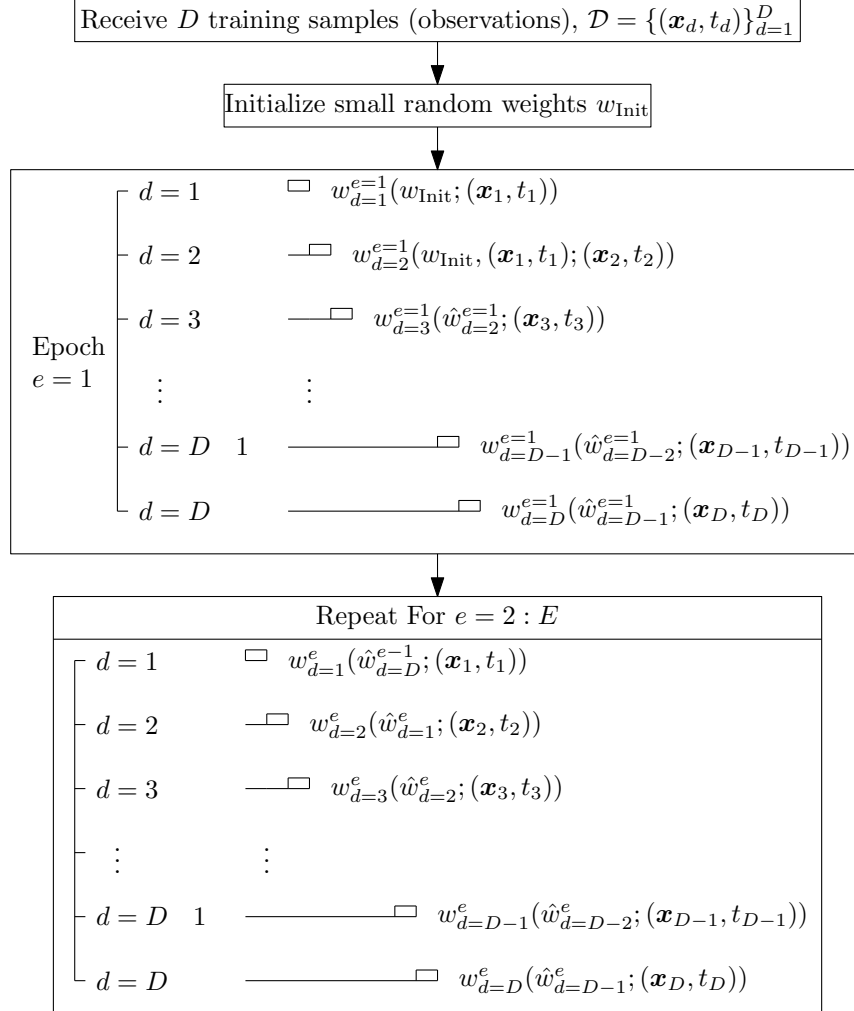 Receive D training samples (observations), 𝒟 = {(𝒙_d, t_d)}_{d=1}^D
Initialize small random weights w_Init
d = 1 w_{d=1}^{e=1}(w_Init; (𝒙_1, t_1))
d = 2 w_{d=2}^{e=1}(w_Init, (𝒙_1, t_1); (𝒙_2, t_2))
d = 3 w_{d=3}^{e=1}(ŵ_{d=2}^{e=1}; (𝒙_3, t_3))
Epoch
e = 1
⋮ ⋮
d = D 1 w_{d=D−1}^{e=1}(ŵ_{d=D−2}^{e=1}; (𝒙_{D−1}, t_{D−1}))
d = D w_{d=D}^{e=1}(ŵ_{d=D−1}^{e=1}; (𝒙_D, t_D))
Repeat For e = 2 : E
d = 1 w_{d=1}^e(ŵ_{d=D}^{e−1}; (𝒙_1, t_1))
d = 2 w_{d=2}^e(ŵ_{d=1}^e; (𝒙_2, t_2))
d = 3 w_{d=3}^e(ŵ_{d=2}^e; (𝒙_3, t_3))
⋮ ⋮
d = D 1 w_{d=D−1}^e(ŵ_{d=D−2}^e; (𝒙_{D−1}, t_{D−1}))
d = D w_{d=D}^e(ŵ_{d=D−1}^e; (𝒙_D, t_D))